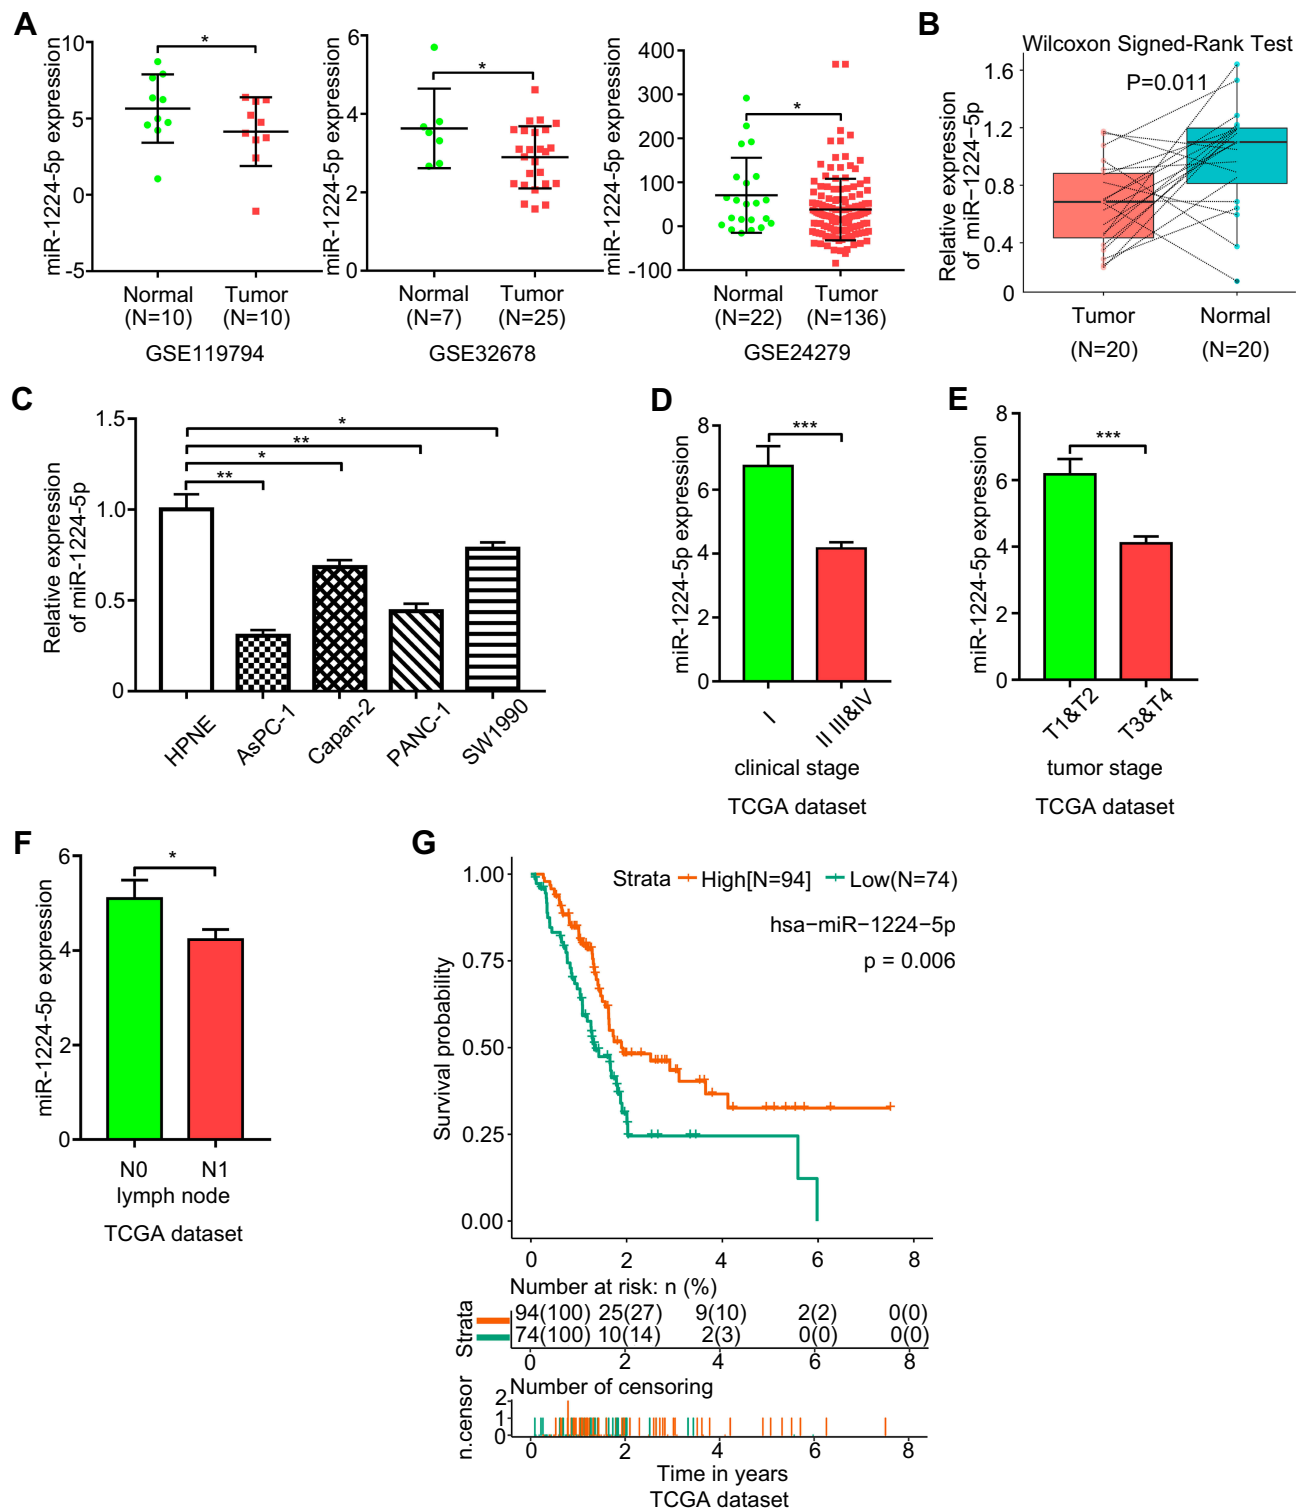 A
miR-1224-5p expression
10
5
0
-5
*
Normal
(N=10)
Tumor
(N=10)
GSE119794
miR-1224-5p expression
6
4
2
0
*
Normal
(N=7)
Tumor
(N=25)
GSE32678
miR-1224-5p expression
400
300
200
100
0
-100
*
Normal
(N=22)
Tumor
(N=136)
GSE24279
B
Wilcoxon Signed-Rank Test
P=0.011
Relative expression
of miR−1224−5p
1.6
1.2
0.8
0.4
0
Tumor
(N=20)
Normal
(N=20)
C
Relative expression
of miR-1224-5p
1.5
1.0
0.5
0
*
**
*
**
HPNE
AsPC-1
Capan-2
PANC-1
SW1990
D
miR-1224-5p expression
8
6
4
2
0
***
I
II III&IV
clinical stage
TCGA dataset
E
miR-1224-5p expression
8
6
4
2
0
***
T1&T2
T3&T4
tumor stage
TCGA dataset
F
miR-1224-5p expression
6
4
2
0
*
N0
N1
lymph node
TCGA dataset
G
Survival probability
1.00
0.75
0.50
0.25
0.00
Strata High[N=94] Low(N=74)
hsa−miR−1224−5p
p = 0.006
0 2 4 6 8
Number at risk: n (%)
Strata
94(100) 25(27) 9(10) 2(2) 0(0)
74(100) 10(14) 2(3) 0(0) 0(0)
0 2 4 6 8
Number of censoring
n.censor
2
1
0
0 2 4 6 8
Time in years
TCGA dataset